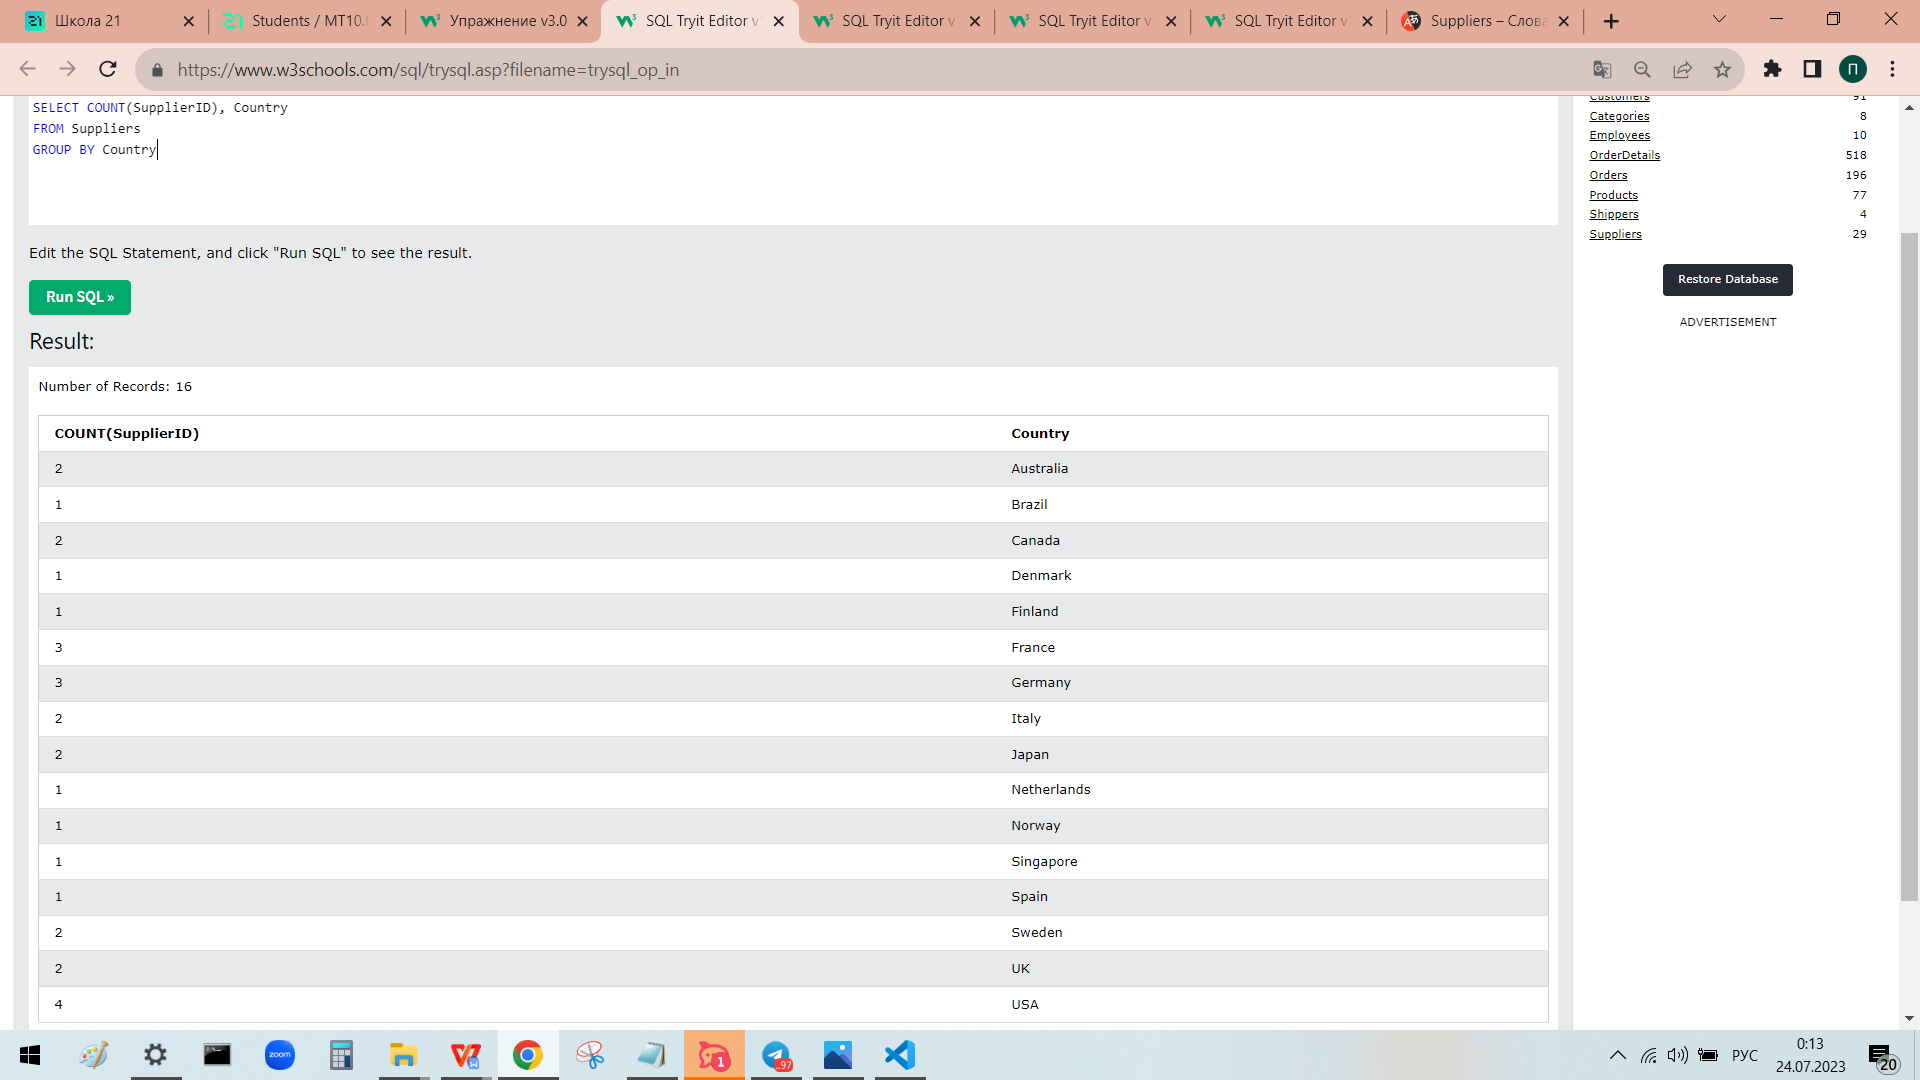 Школа 21
Students / MT10.
Упражнение v3.0
SQL Tryit Editor v
SQL Tryit Editor v
SQL Tryit Editor v
SQL Tryit Editor v
Suppliers – Слова
https://www.w3schools.com/sql/trysql.asp?filename=trysql_op_in
П
SELECT COUNT(SupplierID), Country
FROM Suppliers
GROUP BY Country
Customers 91
Categories 8
Employees 10
OrderDetails 518
Orders 196
Products 77
Shippers 4
Suppliers 29
Restore Database
ADVERTISEMENT
Edit the SQL Statement, and click "Run SQL" to see the result.
Run SQL »
Result:
Number of Records: 16
COUNT(SupplierID) Country
2 Australia
1 Brazil
2 Canada
1 Denmark
1 Finland
3 France
3 Germany
2 Italy
2 Japan
1 Netherlands
1 Norway
1 Singapore
1 Spain
2 Sweden
2 UK
4 USA
zoom
1
..97
РУС
0:13
24.07.2023
20